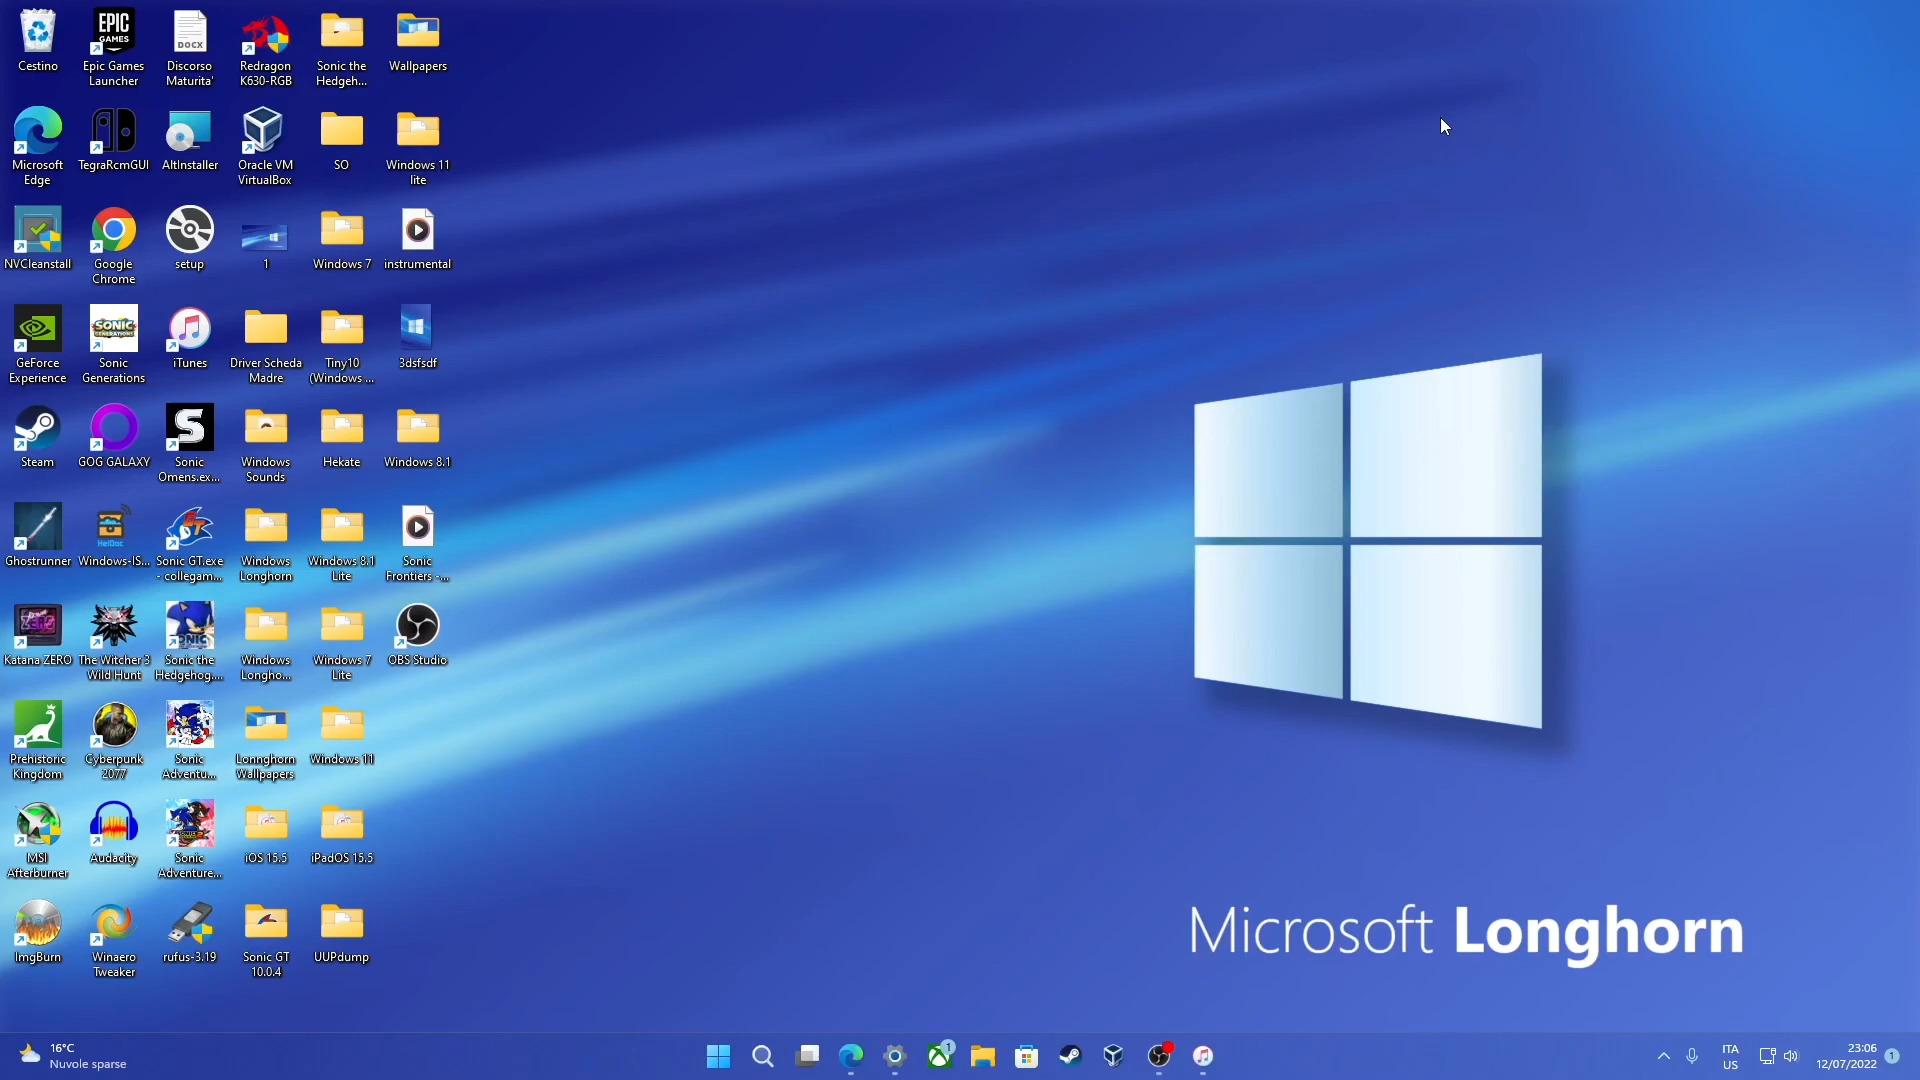 Cestino
EPIC
GAMES
Epic Games
Launcher
DOCX
Discorso
Maturita'
Redragon
K630-RGB
Sonic the
Hedgeh...
Wallpapers
Microsoft
Edge
TegraRcmGUI
AltInstaller
Oracle VM
VirtualBox
SO
Windows 11
lite
NVCleanstall
Google
Chrome
setup
1
Windows 7
instrumental
GeForce
Experience
SONIC
GENERATIONS
Sonic
Generations
iTunes
Driver Scheda
Madre
Tiny10
(Windows ...
3dsfsdf
Steam
GOG GALAXY
Sonic
Omens.ex...
Windows
Sounds
Hekate
Windows 8.1
Ghostrunner
HeiDoc
Windows-IS...
Sonic GT.exe
- collegam...
Windows
Longhorn
Windows 8.1
Lite
Sonic
Frontiers -...
ZERO
Katana ZERO
The Witcher 3
Wild Hunt
SONIC
Sonic the
Hedgehog....
Windows
Longho...
Windows 7
Lite
OBS Studio
Prehistoric
Kingdom
Cyberpunk
2077
Sonic
Adventu...
Lonnghorn
Wallpapers
Windows 11
MSI
Afterburner
Audacity
Sonic
Adventure...
iOS 15.5
iPadOS 15.5
ImgBurn
Winaero
Tweaker
rufus-3.19
Sonic GT
10.0.4
UUPdump
Microsoft Longhorn
16°C
Nuvole sparse
1
ITA
US
23:06
12/07/2022
1